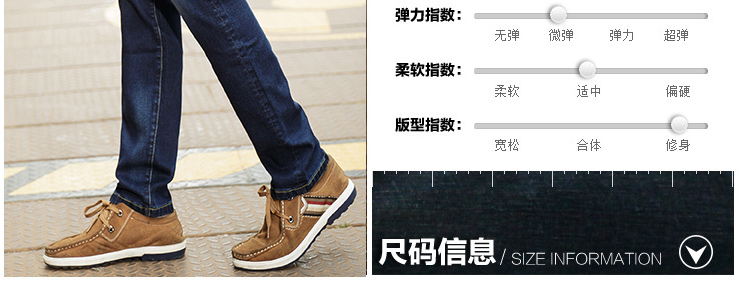 弹力指数：
无弹 微弹 弹力 超弹
柔软指数：
柔软 适中 偏硬
版型指数：
宽松 合体 修身
尺码信息 / SIZE INFORMATION